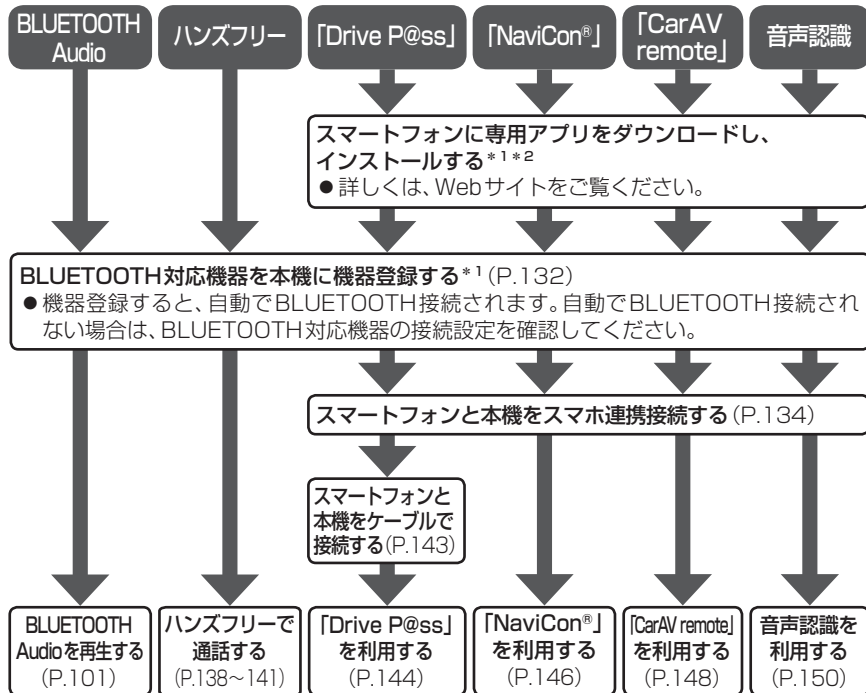 BLUETOOTH
Audio
ハンズフリー
「Drive P@ss」
「NaviCon®」
「CarAV
remote」
音声認識
スマートフォンに専用アプリをダウンロードし、
インストールする*1*2
●詳しくは、Webサイトをご覧ください。
BLUETOOTH対応機器を本機に機器登録する*1(P.132)
●機器登録すると、自動でBLUETOOTH接続されます。自動でBLUETOOTH接続され
ない場合は、BLUETOOTH対応機器の接続設定を確認してください。
スマートフォンと本機をスマホ連携接続する(P.134)
スマートフォンと
本機をケーブルで
接続する(P.143)
BLUETOOTH
Audioを再生する
(P.101)
ハンズフリーで
通話する
(P.138〜141)
「Drive P@ss」
を利用する
(P.144)
「NaviCon®」
を利用する
(P.146)
「CarAV remote」
を利用する
(P.148)
音声認識を
利用する
(P.150)